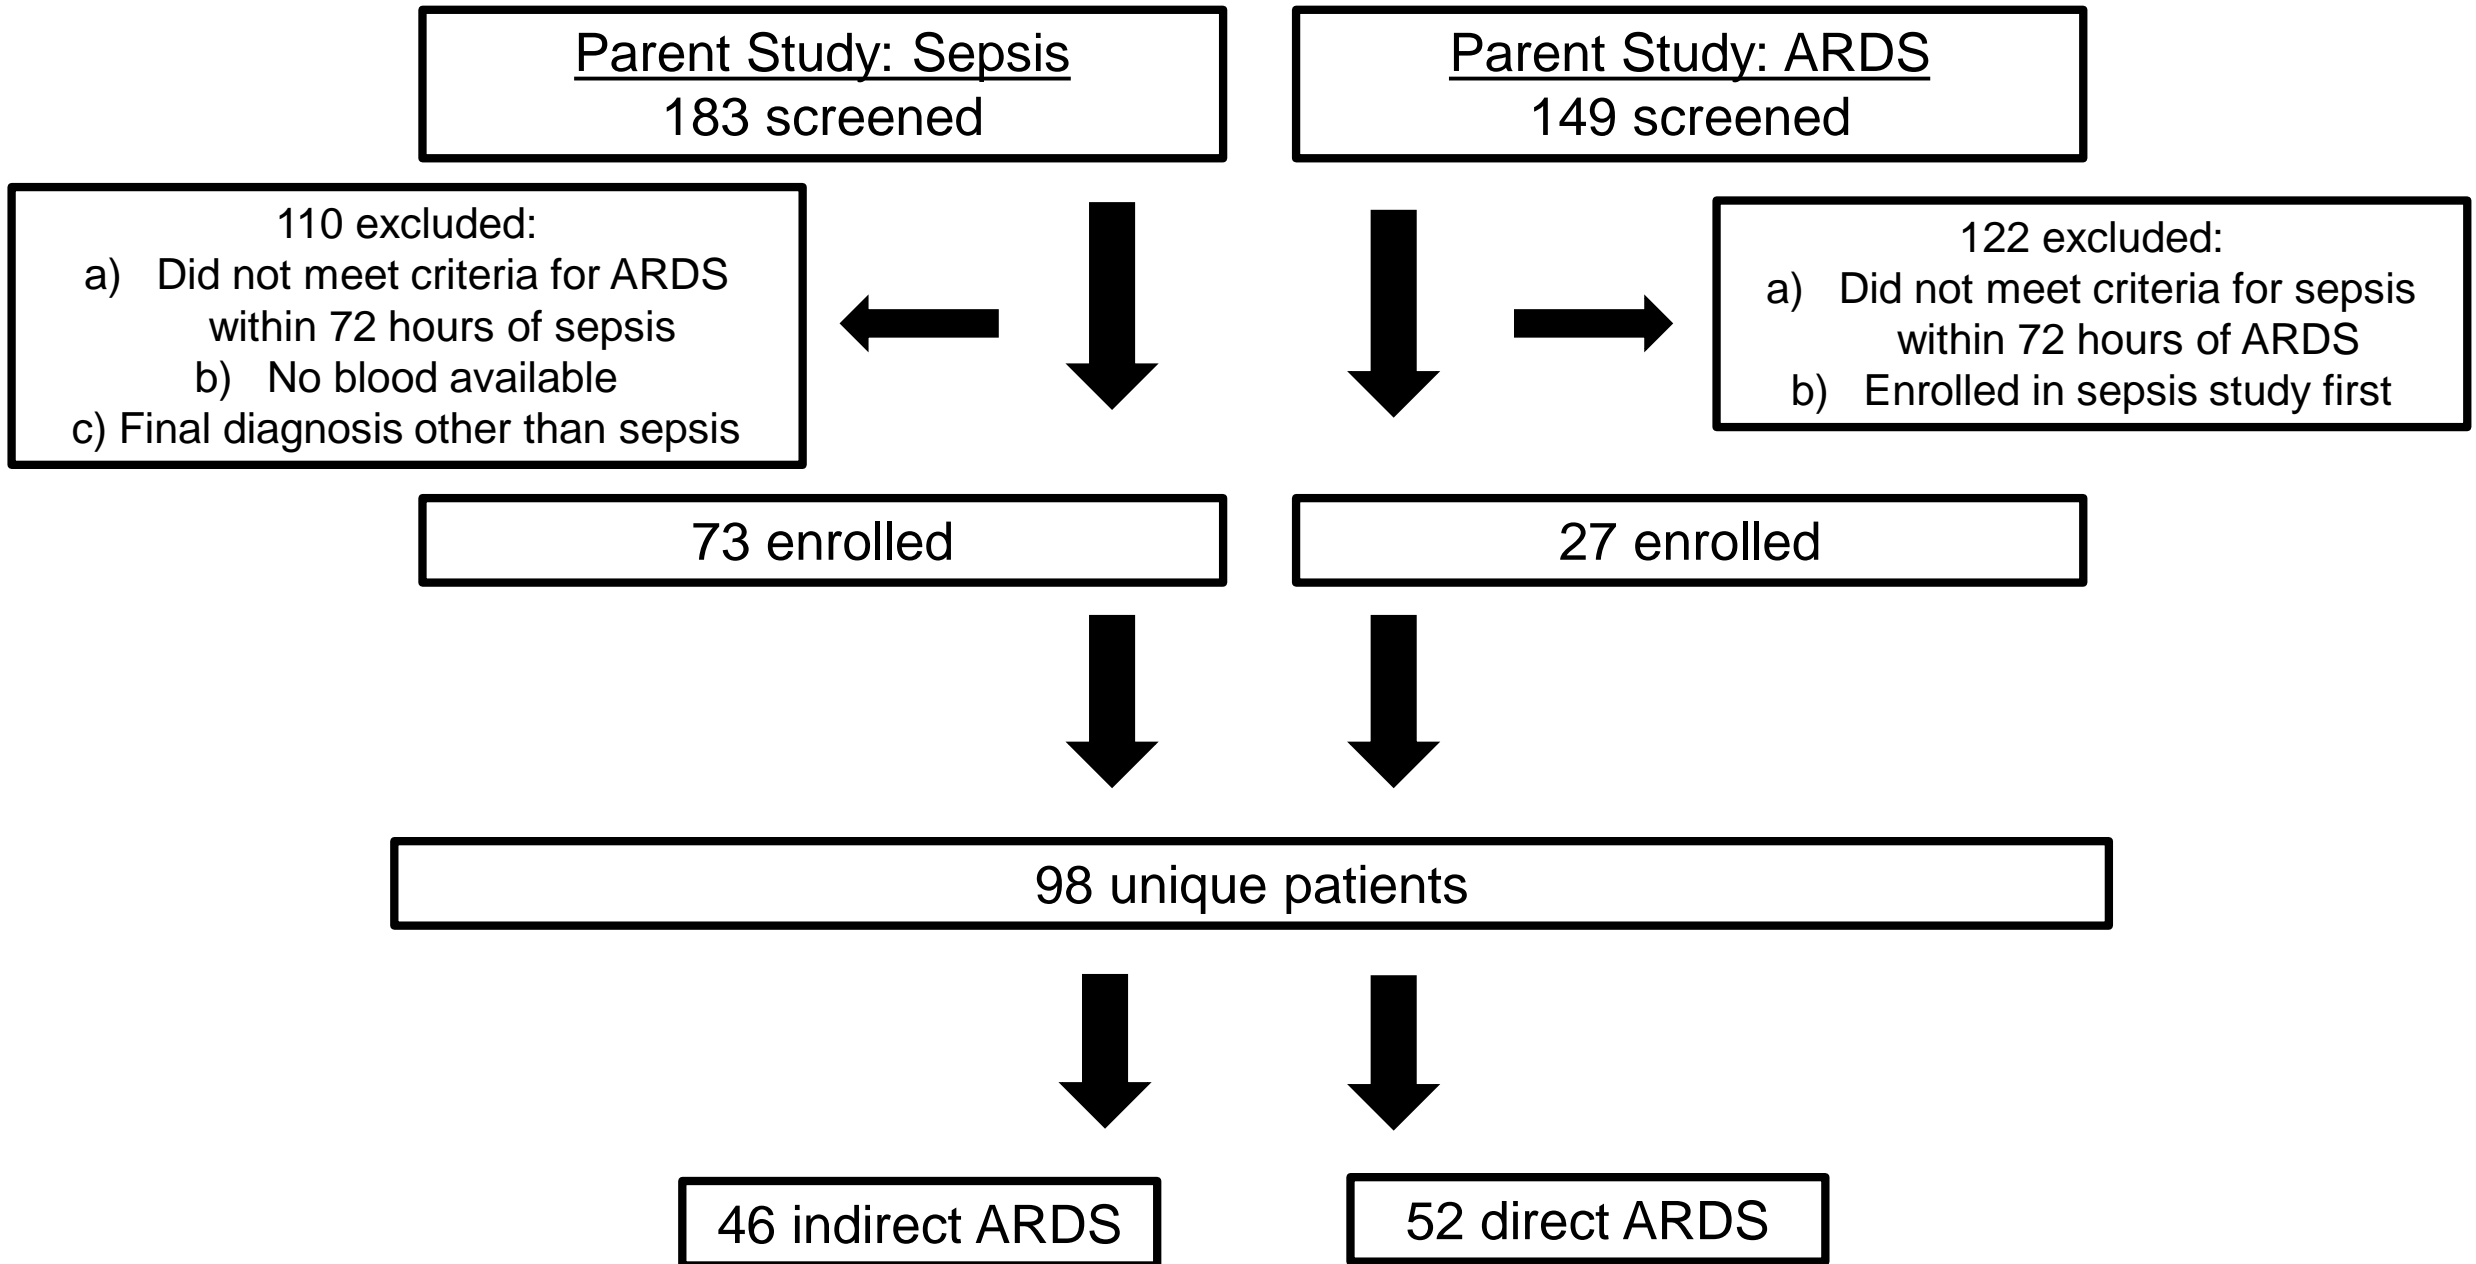 Parent Study: Sepsis
183 screened
Parent Study: ARDS
149 screened
110 excluded:
a) Did not meet criteria for ARDS
within 72 hours of sepsis
b) No blood available
c) Final diagnosis other than sepsis
122 excluded:
a) Did not meet criteria for sepsis
within 72 hours of ARDS
b) Enrolled in sepsis study first
73 enrolled
27 enrolled
98 unique patients
46 indirect ARDS
52 direct ARDS